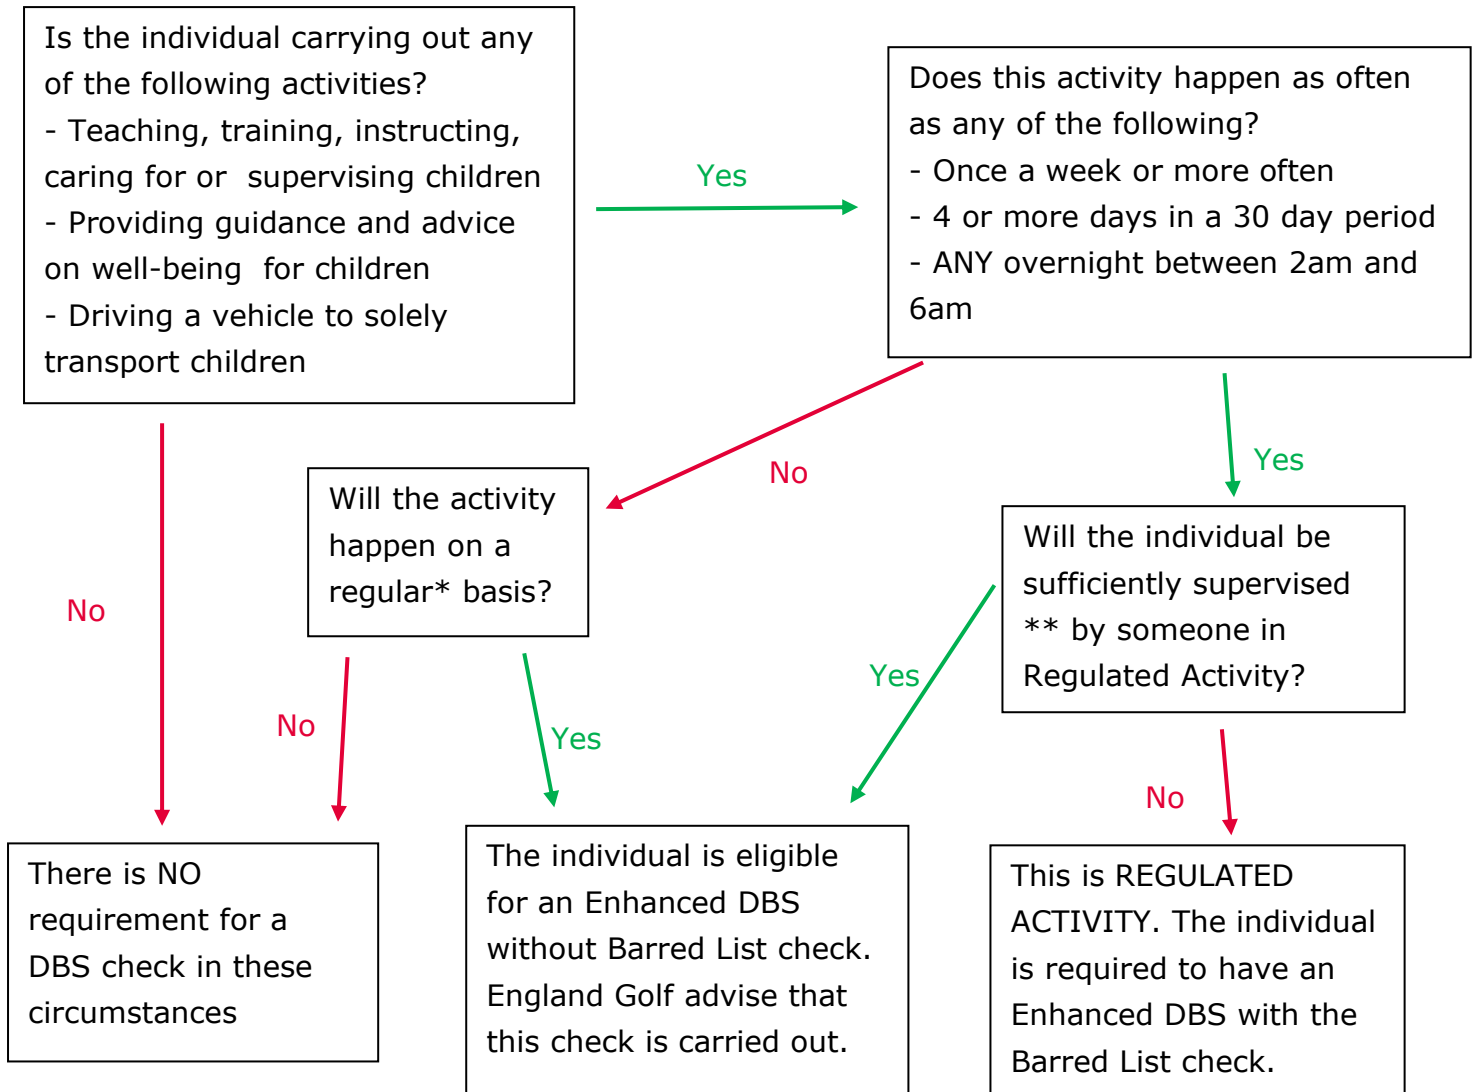 Is the individual carrying out any
of the following activities?
- Teaching, training, instructing,
caring for or  supervising children
- Providing guidance and advice
on well-being  for children
- Driving a vehicle to solely
transport children
Yes
Does this activity happen as often
as any of the following?
- Once a week or more often
- 4 or more days in a 30 day period
- ANY overnight between 2am and
6am
No
No
Yes
Will the activity
happen on a
regular* basis?
Will the individual be
sufficiently supervised
** by someone in
Regulated Activity?
No
Yes
Yes
No
There is NO
requirement for a
DBS check in these
circumstances
The individual is eligible
for an Enhanced DBS
without Barred List check.
England Golf advise that
this check is carried out.
This is REGULATED
ACTIVITY. The individual
is required to have an
Enhanced DBS with the
Barred List check.